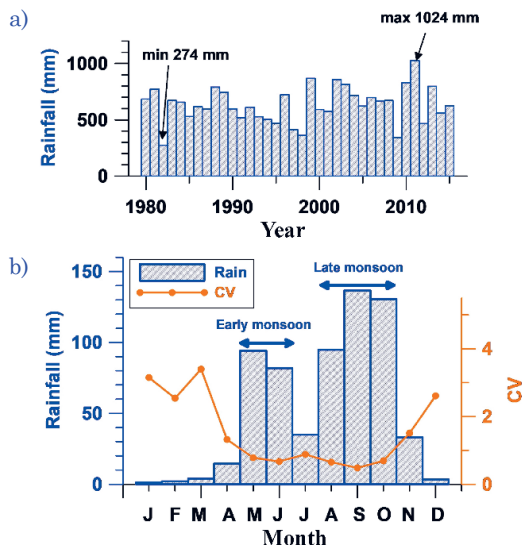 a)
min 274 mm
max 1024 mm
Rainfall (mm)
1000
500
0
1980
1990
2000
2010
Year
b)
Rain
CV
Late monsoon
Early monsoon
Rainfall (mm)
150
100
50
0
4
2
0
CV
J F M A M J J A S O N D
Month